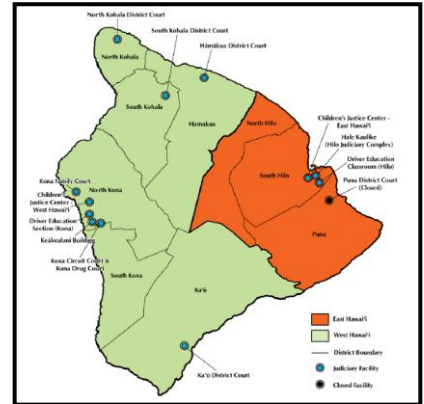 North Kohala District Court
South Kohala District Court
Hāmākua District Court
North Kohala
South Kohala
Hamakua
North Hilo
Children's Justice Center -
East Hawai'i
Hale Kaulike
(Hilo Judiciary Complex)
Driver Education
Classroom (Hilo)
Puna District Court
(Closed)
South Hilo
Puna
Kona Family Court
Children's
Justice Center
West Hawai'i
Driver Education
Section (Kona)
Keākealani Building
Kona Circuit Court &
Kona Drug Court
North Kona
South Kona
Ka'ū
Ka'ū District Court
East Hawai'i
West Hawai'i
District Boundary
Judiciary Facility
Closed Facility